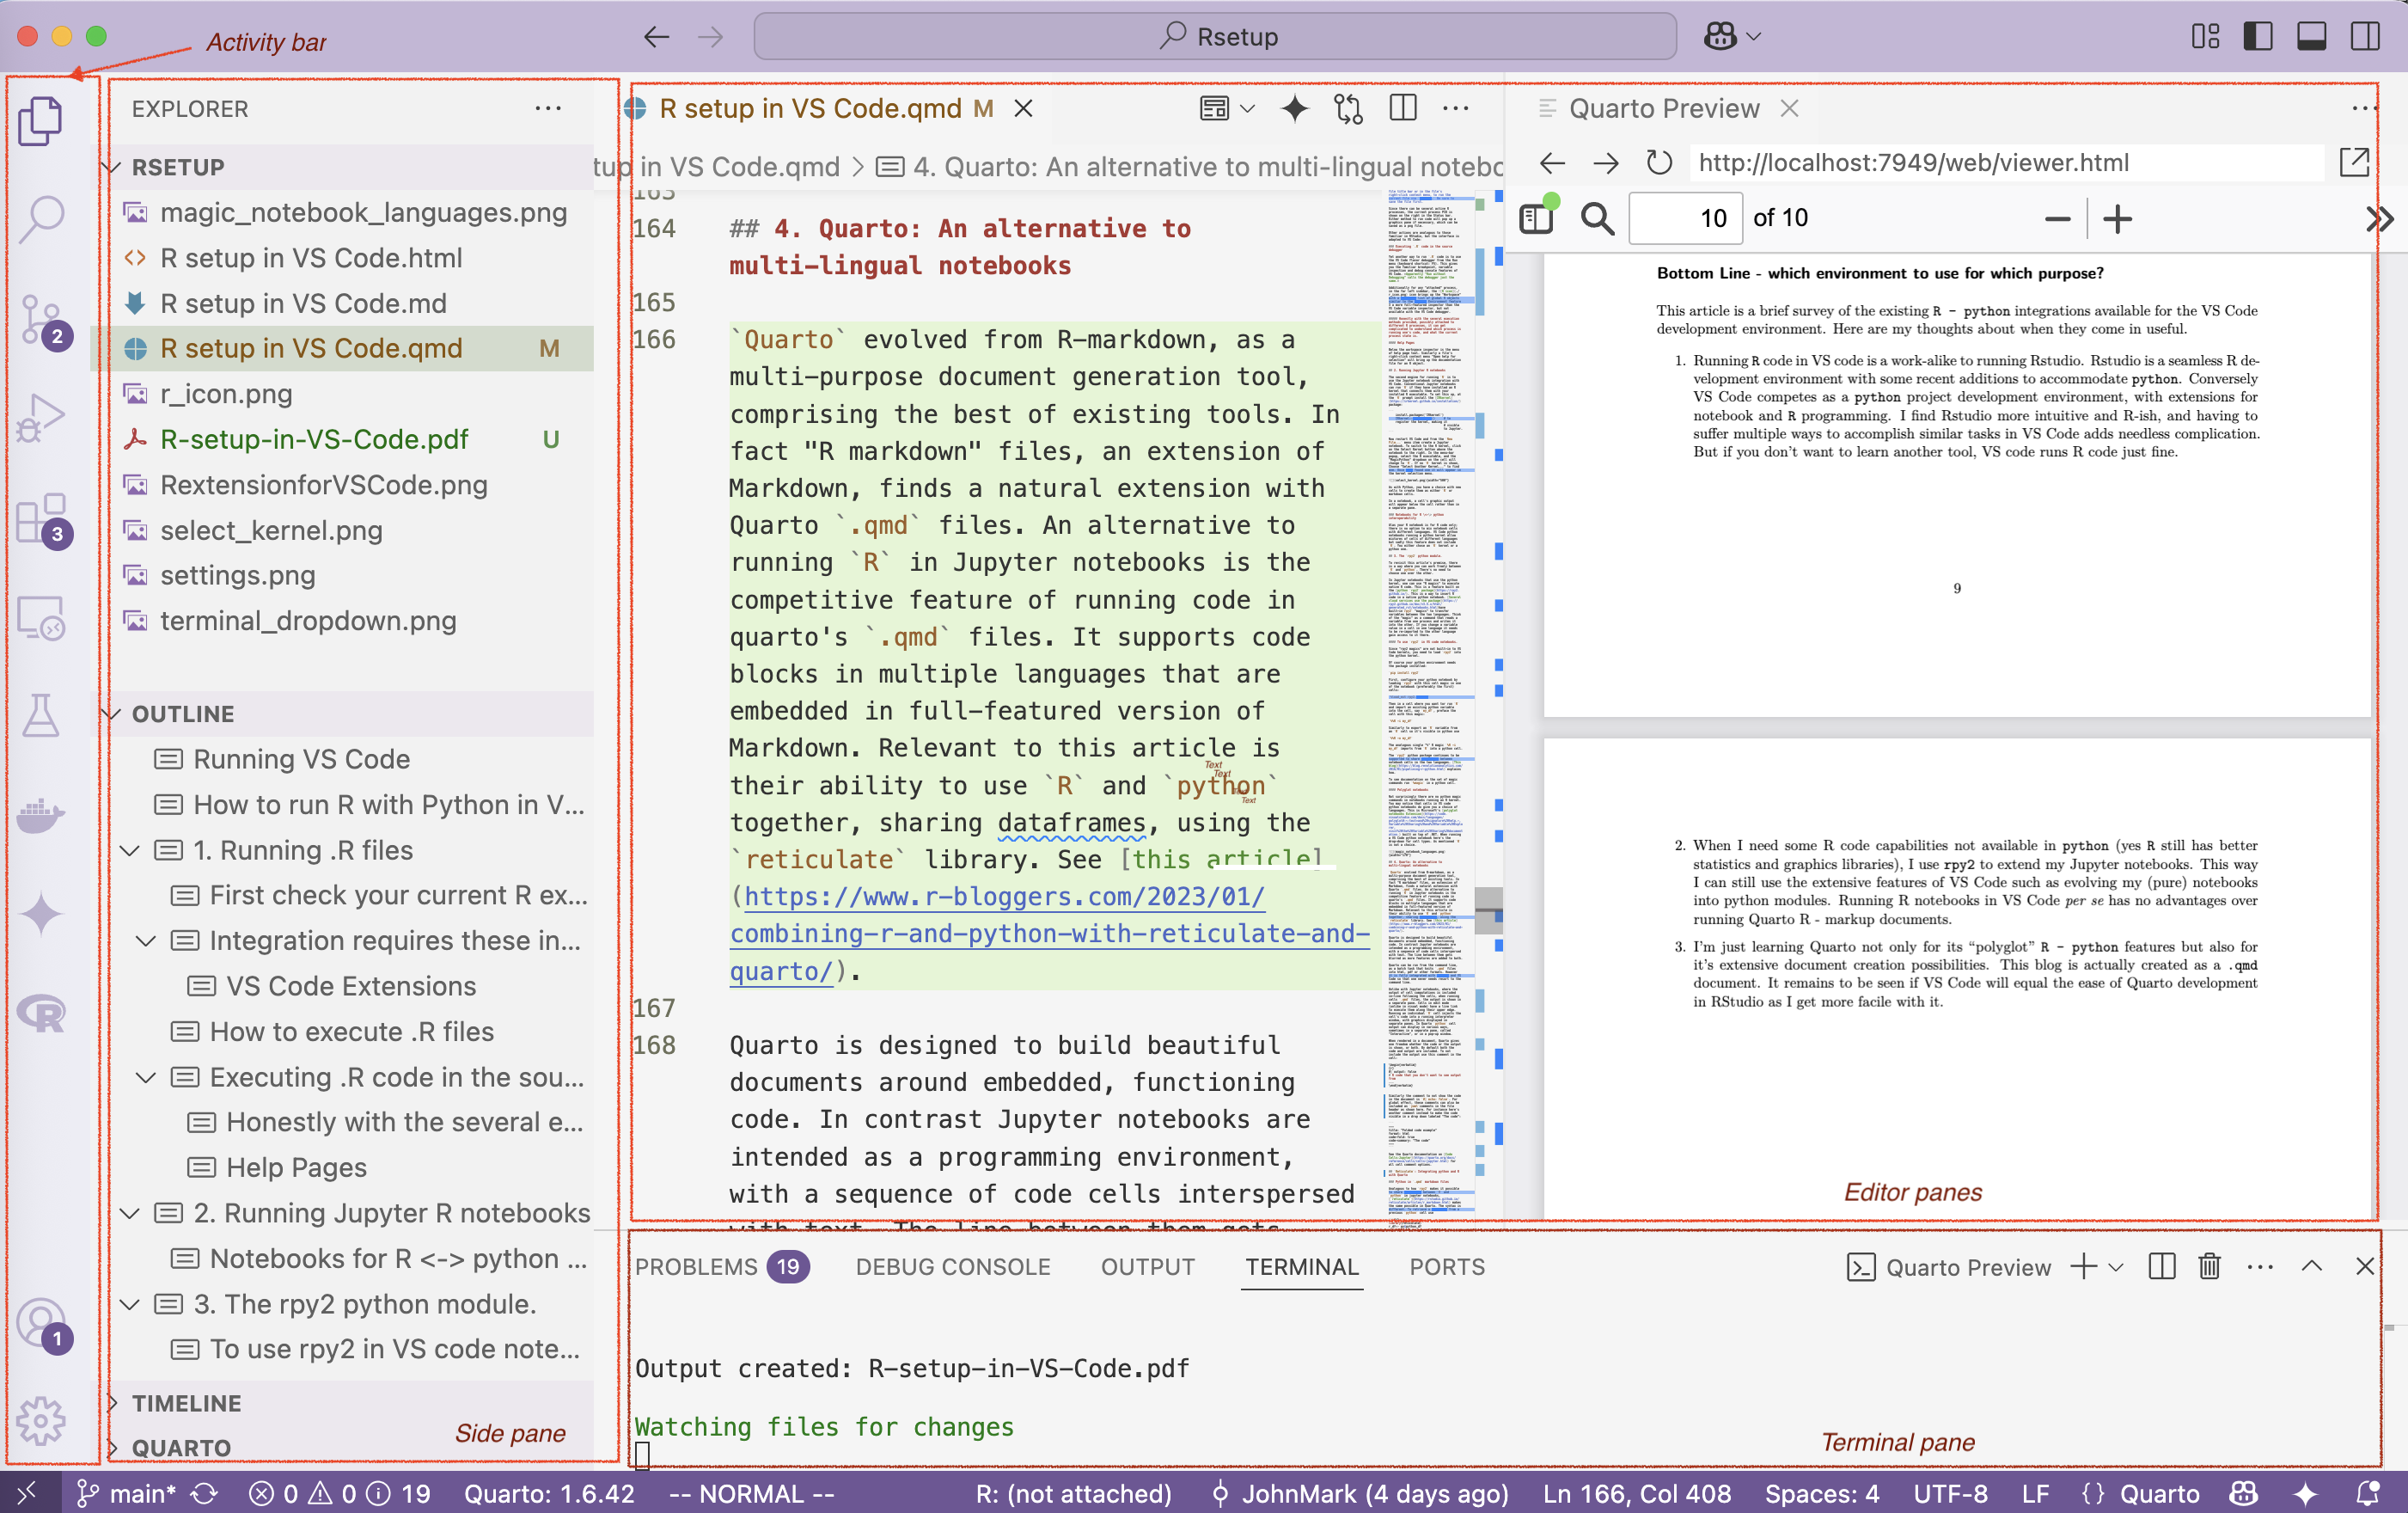 Activity bar
Rsetup
EXPLORER
RSETUP
magic_notebook_languages.png
R setup in VS Code.html
R setup in VS Code.md
R setup in VS Code.qmd M
r_icon.png
R-setup-in-VS-Code.pdf U
RextensionforVSCode.png
select_kernel.png
settings.png
terminal_dropdown.png
OUTLINE
Running VS Code
How to run R with Python in V...
1. Running .R files
First check your current R ex...
Integration requires these in...
VS Code Extensions
How to execute .R files
Executing .R code in the sou...
Honestly with the several e...
Help Pages
2. Running Jupyter R notebooks
Notebooks for R <-> python ...
3. The rpy2 python module.
To use rpy2 in VS code note...
TIMELINE
QUARTO
Side pane
2
3
1
R setup in VS Code.qmd M
tup in VS Code.qmd > 4. Quarto: An alternative to multi-lingual notebo
163
164 ## 4. Quarto: An alternative to
multi-lingual notebooks
165
166 `Quarto` evolved from R-markdown, as a
multi-purpose document generation tool,
comprising the best of existing tools. In
fact "R markdown" files, an extension of
Markdown, finds a natural extension with
Quarto `.qmd` files. An alternative to
running `R` in Jupyter notebooks is the
competitive feature of running code in
quarto's `.qmd` files. It supports code
blocks in multiple languages that are
embedded in full-featured version of
Markdown. Relevant to this article is
Text
Text
their ability to use `R` and `python`
Text
together, sharing dataframes, using the
`reticulate` library. See [this article]
(https://www.r-bloggers.com/2023/01/
combining-r-and-python-with-reticulate-and-
quarto/).
167
168 Quarto is designed to build beautiful
documents around embedded, functioning
code. In contrast Jupyter notebooks are
intended as a programming environment,
with a sequence of code cells interspersed
with text. The line between them gets
Quarto Preview
http://localhost:7949/web/viewer.html
10 of 10
Bottom Line - which environment to use for which purpose?
This article is a brief survey of the existing R - python integrations available for the VS Code
development environment. Here are my thoughts about when they come in useful.
1. Running R code in VS code is a work-alike to running Rstudio. Rstudio is a seamless R de-
velopment environment with some recent additions to accommodate python. Conversely
VS Code competes as a python project development environment, with extensions for
notebook and R programming. I find Rstudio more intuitive and R-ish, and having to
suffer multiple ways to accomplish similar tasks in VS Code adds needless complication.
But if you don't want to learn another tool, VS code runs R code just fine.
9
2. When I need some R code capabilities not available in python (yes R still has better
statistics and graphics libraries), I use rpy2 to extend my Jupyter notebooks. This way
I can still use the extensive features of VS Code such as evolving my (pure) notebooks
into python modules. Running R notebooks in VS Code per se has no advantages over
running Quarto R - markup documents.
3. I'm just learning Quarto not only for its “polyglot” R - python features but also for
it's extensive document creation possibilities. This blog is actually created as a .qmd
document. It remains to be seen if VS Code will equal the ease of Quarto development
in RStudio as I get more facile with it.
Editor panes
PROBLEMS 19 DEBUG CONSOLE OUTPUT TERMINAL PORTS Quarto Preview
Output created: R-setup-in-VS-Code.pdf
Watching files for changes
Terminal pane
main* 0 0 19 Quarto: 1.6.42 -- NORMAL -- R: (not attached) JohnMark (4 days ago) Ln 166, Col 408 Spaces: 4 UTF-8 LF {} Quarto